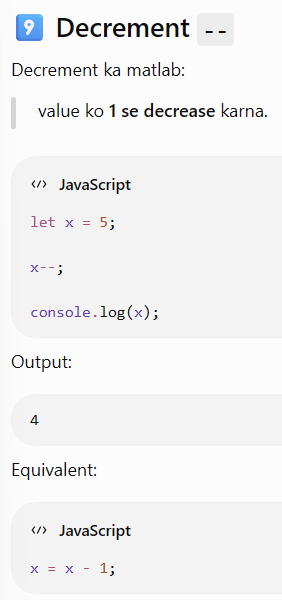 9 Decrement --
Decrement ka matlab:
value ko 1 se decrease karna.
</> JavaScript
let x = 5;
x--;
console.log(x);
Output:
4
Equivalent:
</> JavaScript
x = x - 1;